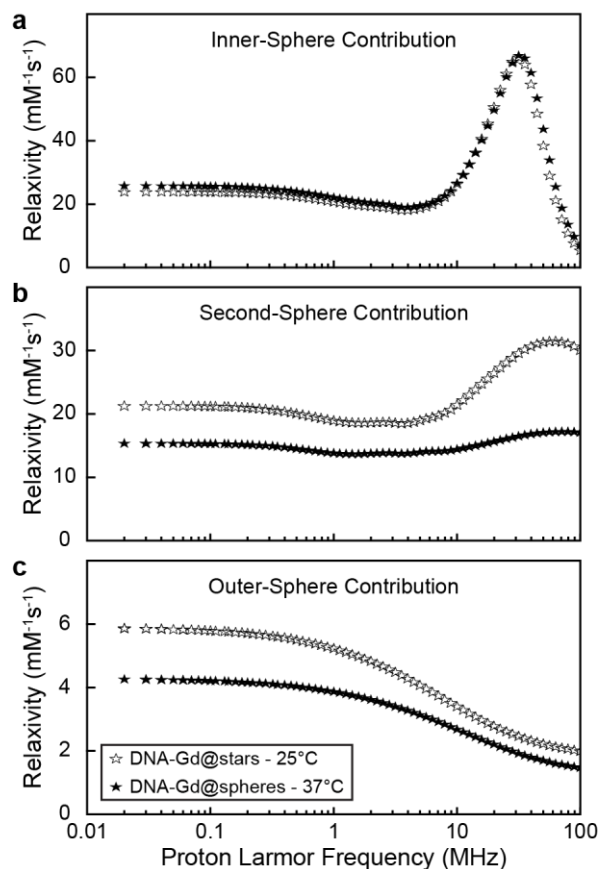 a
Inner-Sphere Contribution
Relaxivity (mM⁻¹s⁻¹)
60
40
20
0
b
Second-Sphere Contribution
Relaxivity (mM⁻¹s⁻¹)
30
20
10
0
c
Outer-Sphere Contribution
Relaxivity (mM⁻¹s⁻¹)
6
4
2
0
☆ DNA-Gd@stars - 25°C
★ DNA-Gd@spheres - 37°C
0.01 0.1 1 10 100
Proton Larmor Frequency (MHz)